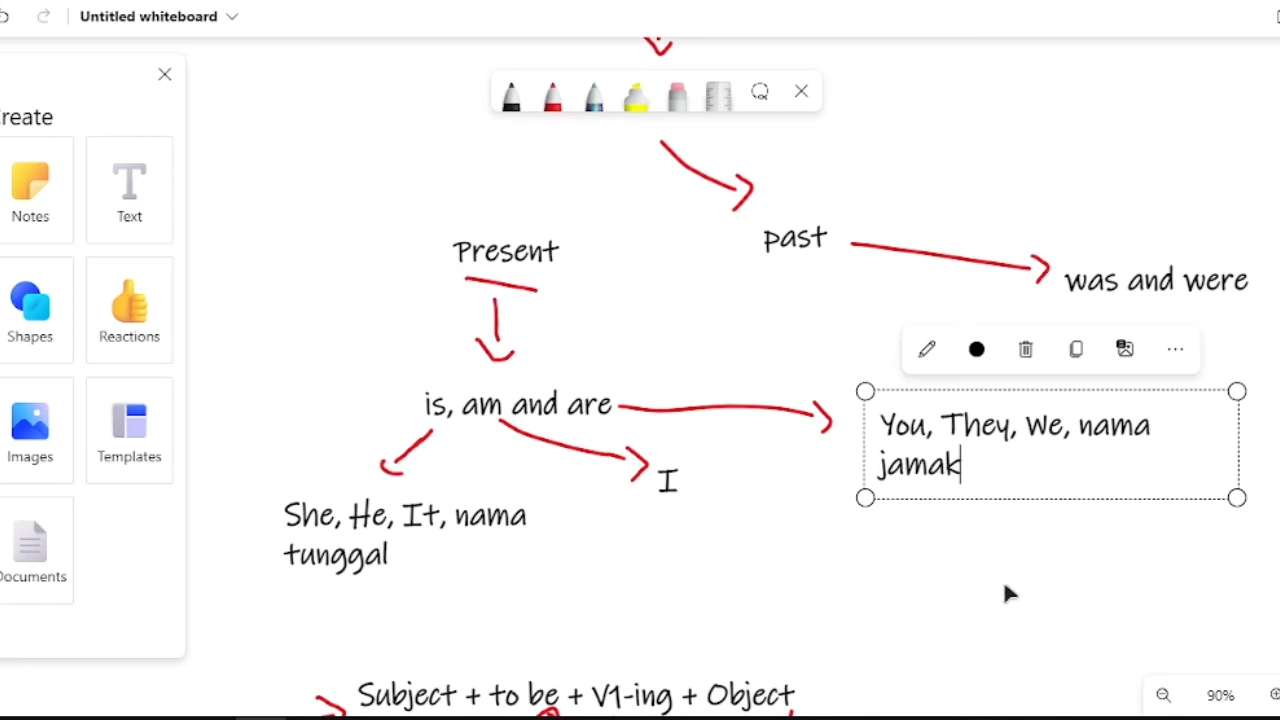 Untitled whiteboard
reate
Notes
Text
Shapes
Reactions
Images
Templates
Documents
Present
past
was and were
is, am and are
You, They, We, nama
jamak
I
She, He, It, nama
tunggal
Subject + to be + V1-ing + Object
90%